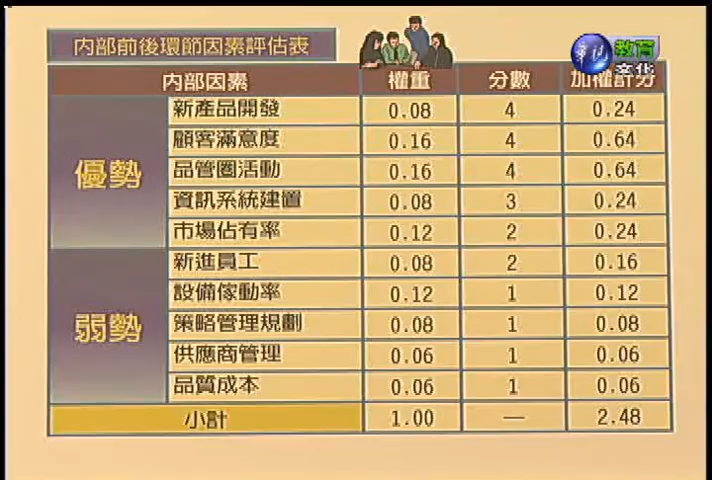 內部前後環節因素評估表
華視 教育
文化
內部因素 權重 分數 加權計分
優勢
新產品開發 0.08 4 0.24
顧客滿意度 0.16 4 0.64
品管圈活動 0.16 4 0.64
資訊系統建置 0.08 3 0.24
市場佔有率 0.12 2 0.24
弱勢
新進員工 0.08 2 0.16
設備稼動率 0.12 1 0.12
策略管理規劃 0.08 1 0.08
供應商管理 0.06 1 0.06
品質成本 0.06 1 0.06
小計 1.00 — 2.48